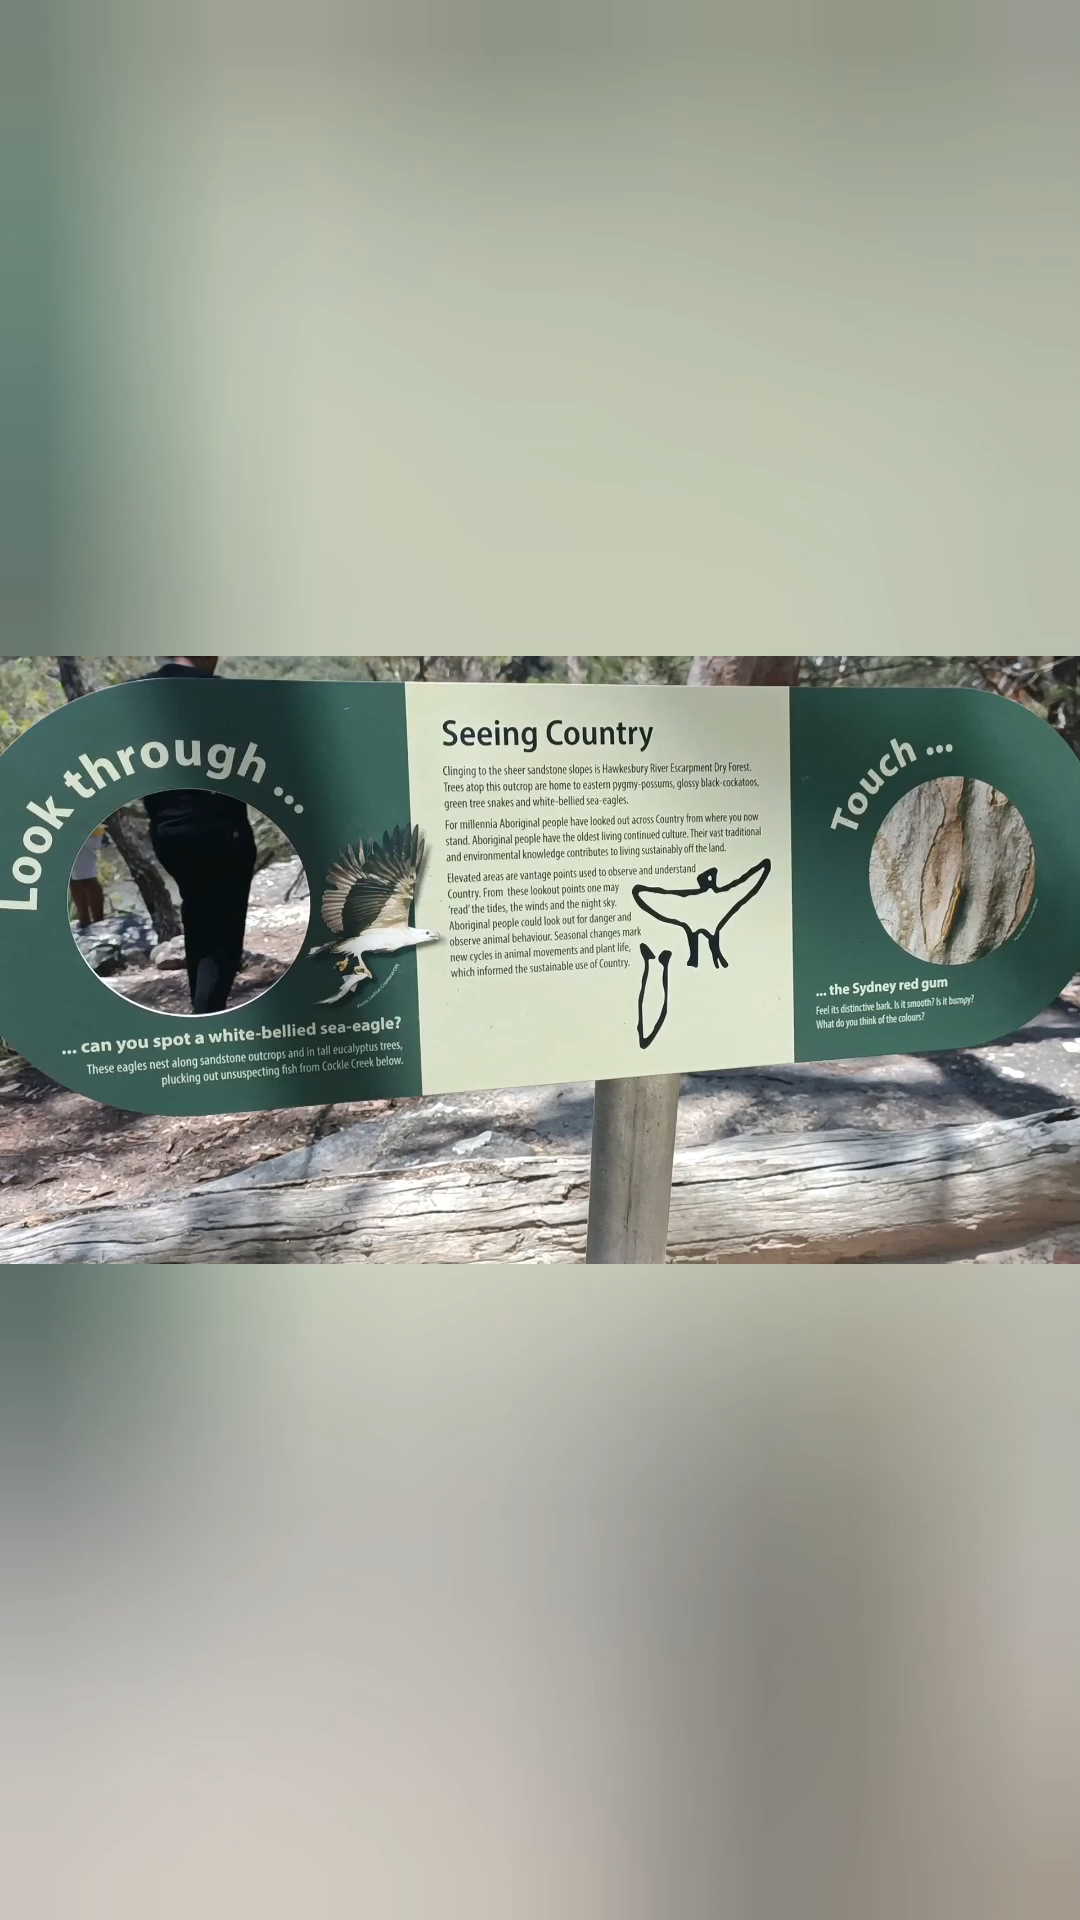 Look through ...
... can you spot a white-bellied sea-eagle?
These eagles nest along sandstone outcrops and in tall eucalyptus trees,
plucking out unsuspecting fish from Cockle Creek below.
Seeing Country
Clinging to the sheer sandstone slopes is Hawkesbury River Escarpment Dry Forest.
Trees atop this outcrop are home to eastern pygmy-possums, glossy black-cockatoos,
green tree snakes and white-bellied sea-eagles.
For millennia Aboriginal people have looked out across Country from where you now
stand. Aboriginal people have the oldest living continued culture. Their vast traditional
and environmental knowledge contributes to living sustainably off the land.
Elevated areas are vantage points used to observe and understand
Country. From these lookout points one may
'read' the tides, the winds and the night sky.
Aboriginal people could look out for danger and
observe animal behaviour. Seasonal changes mark
new cycles in animal movements and plant life,
which informed the sustainable use of Country.
Touch ...
... the Sydney red gum
Feel its distinctive bark. Is it smooth? Is it bumpy?
What do you think of the colours?